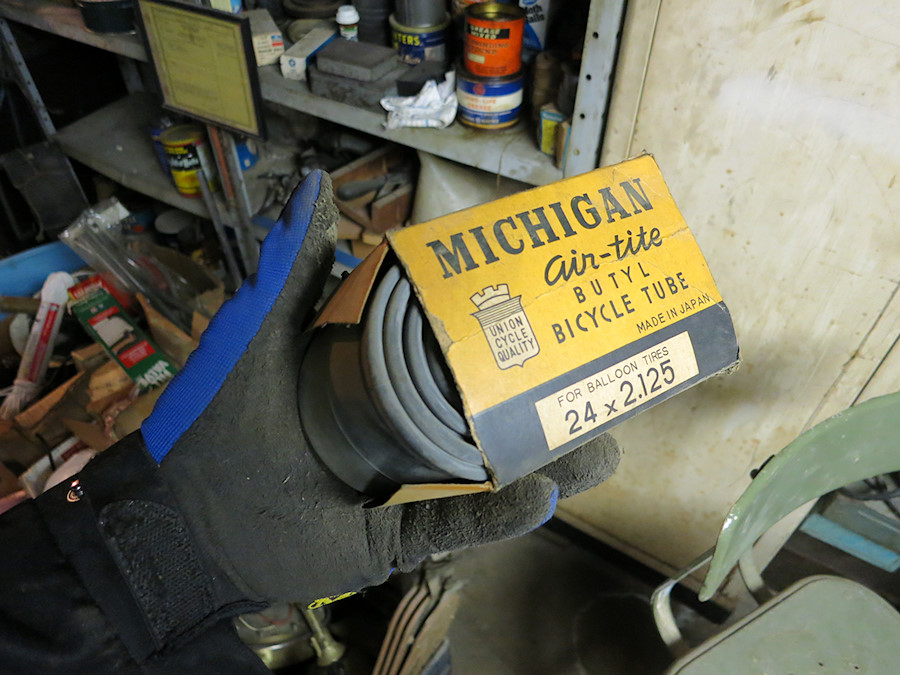 MICHIGAN
air-tite
BUTYL
BICYCLE TUBE
MADE IN JAPAN
UNION
CYCLE
QUALITY
FOR BALLOON TIRES
24 x 2.125